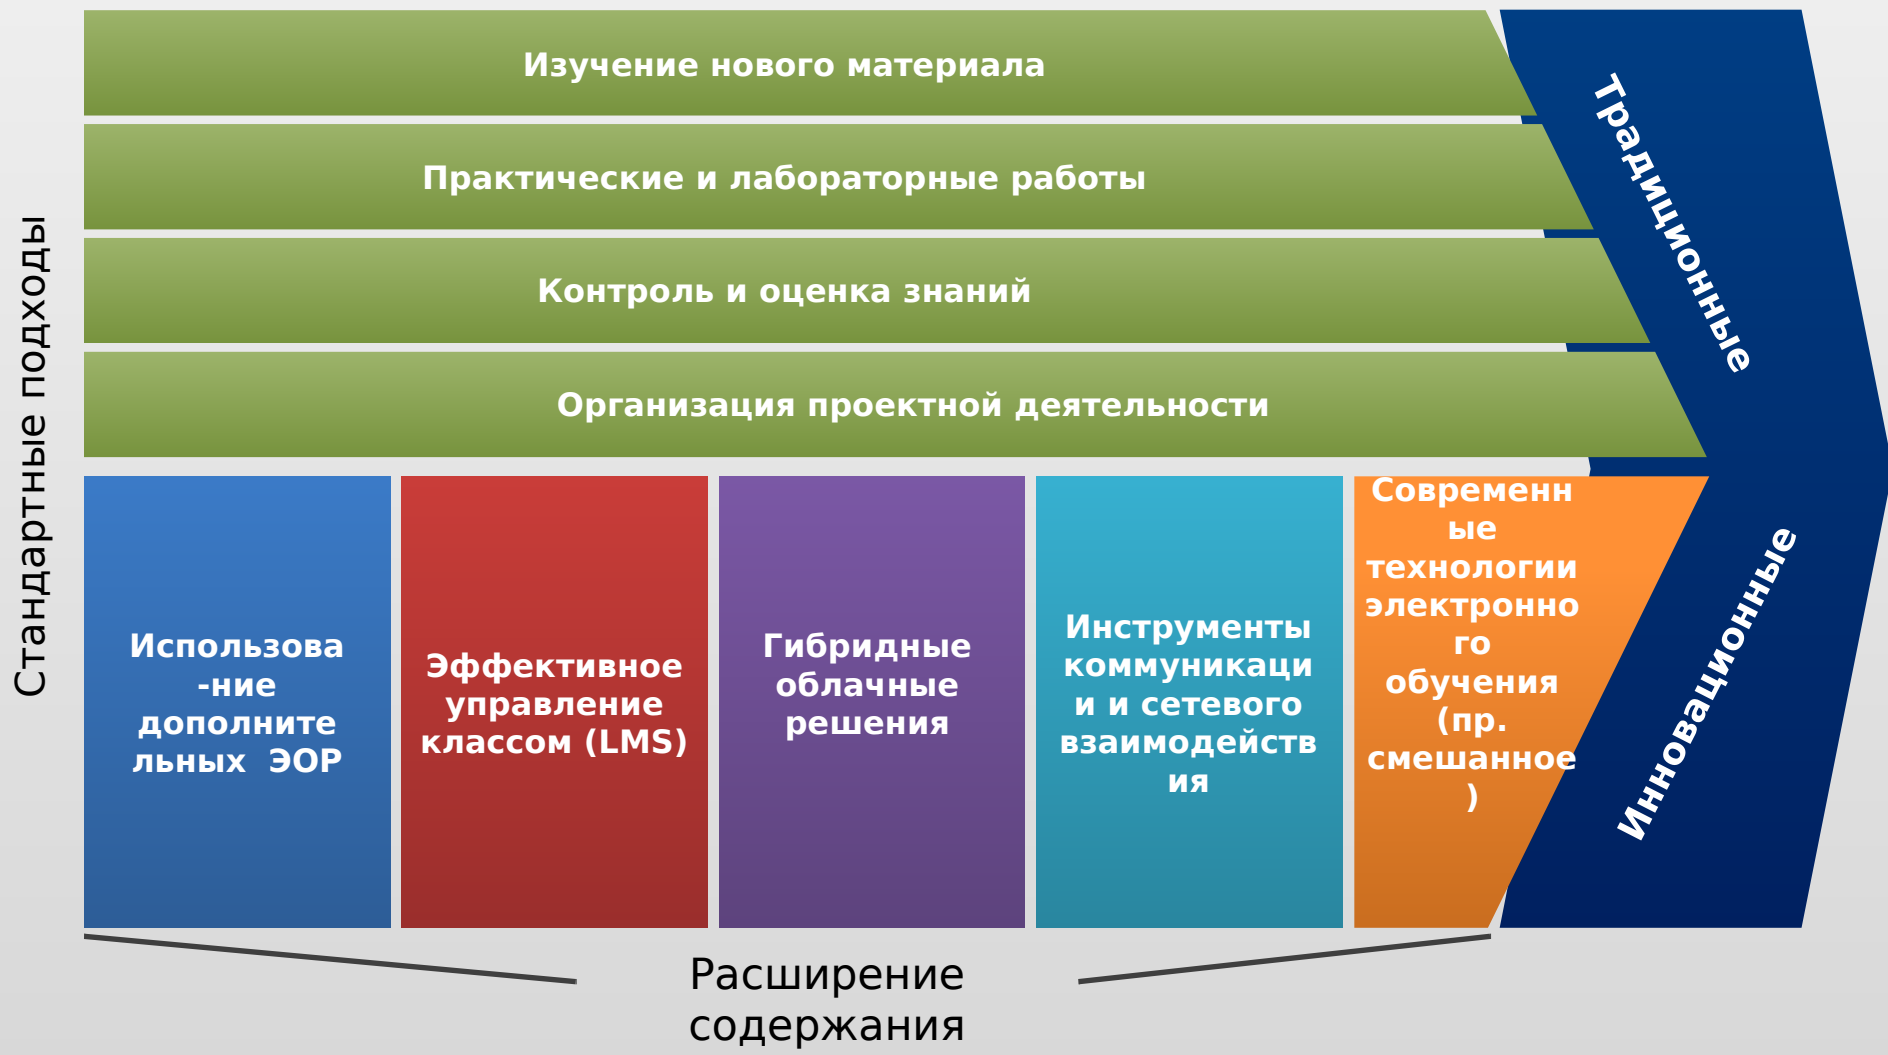 Стандартные подходы
Изучение нового материала
Практические и лабораторные работы
Контроль и оценка знаний
Организация проектной деятельности
Традиционные
Использова
-ние
дополните
льных  ЭОР
Эффективное
управление
классом (LMS)
Гибридные
облачные
решения
Инструменты
коммуникаци
и и сетевого
взаимодейств
ия
Современн
ые
технологии
электронно
го
обучения
(пр.
смешанное
)
Инновационные
Расширение
содержания